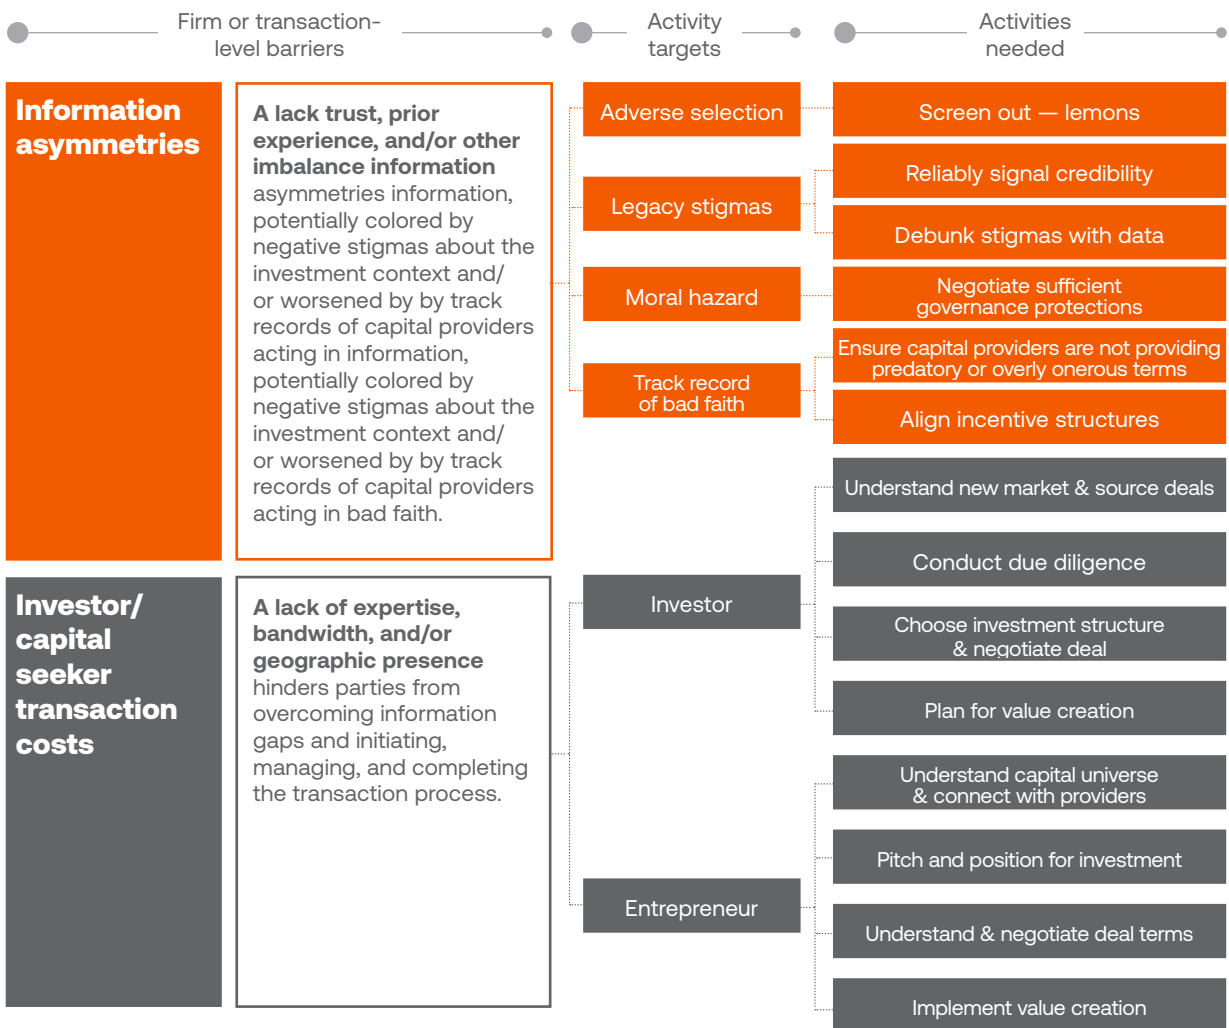 Firm or transaction-
level barriers
Activity
targets
Activities
needed
Information
asymmetries
A lack trust, prior
experience, and/or other
imbalance information
asymmetries information,
potentially colored by
negative stigmas about the
investment context and/
or worsened by by track
records of capital providers
acting in information,
potentially colored by
negative stigmas about the
investment context and/
or worsened by by track
records of capital providers
acting in bad faith.
Adverse selection
Screen out — lemons
Legacy stigmas
Reliably signal credibility
Debunk stigmas with data
Moral hazard
Negotiate sufficient
governance protections
Track record
of bad faith
Ensure capital providers are not providing
predatory or overly onerous terms
Align incentive structures
Investor/
capital
seeker
transaction
costs
A lack of expertise,
bandwidth, and/or
geographic presence
hinders parties from
overcoming information
gaps and initiating,
managing, and completing
the transaction process.
Investor
Understand new market & source deals
Conduct due diligence
Choose investment structure
& negotiate deal
Plan for value creation
Entrepreneur
Understand capital universe
& connect with providers
Pitch and position for investment
Understand & negotiate deal terms
Implement value creation